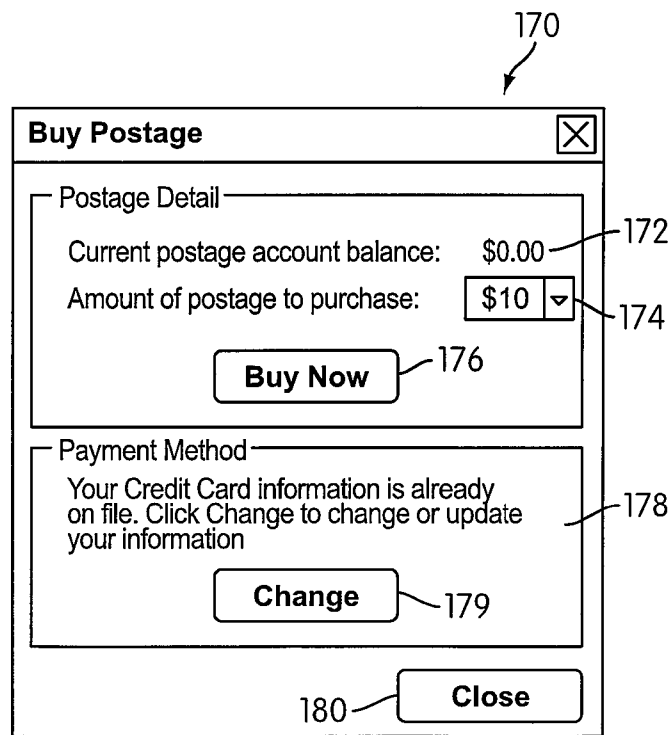 170
Buy Postage
Postage Detail
Current postage account balance: $0.00 172
Amount of postage to purchase: $10 174
Buy Now 176
Payment Method
Your Credit Card information is already
on file. Click Change to change or update 178
your information
Change 179
180 Close